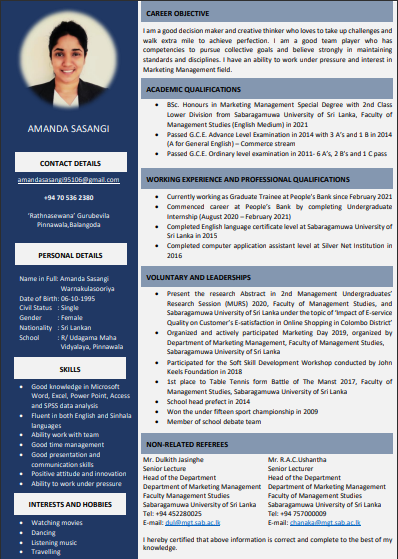 AMANDA SASANGI
CONTACT DETAILS
amandasasangi95106@gmail.com
+94 70 536 2380
'Rathnasewana' Gurubevila
Pinnawala,Balangoda
PERSONAL DETAILS
Name in Full: Amanda Sasangi
Warnakulasooriya
Date of Birth: 06-10-1995
Civil Status : Single
Gender : Female
Nationality : Sri Lankan
School : R/ Udagama Maha
Vidyalaya, Pinnawala
SKILLS
• Good knowledge in Microsoft
Word, Excel, Power Point, Access
and SPSS data analysis
• Fluent in both English and Sinhala
languages
• Ability work with team
• Good time management
• Good presentation and
communication skills
• Positive attitude and innovation
• Ability to work under pressure
INTERESTS AND HOBBIES
• Watching movies
• Dancing
• Listening music
• Travelling
CAREER OBJECTIVE
I am a good decision maker and creative thinker who loves to take up challenges and
walk extra mile to achieve perfection. I am a good team player who has
competencies to pursue collective goals and believe strongly in maintaining
standards and disciplines. I have an ability to work under pressure and interest in
Marketing Management field.
ACADEMIC QUALIFICATIONS
• BSc. Honours in Marketing Management Special Degree with 2nd Class
Lower Division from Sabaragamuwa University of Sri Lanka, Faculty of
Management Studies (English Medium) in 2021
• Passed G.C.E. Advance Level Examination in 2014 with 3 A's and 1 B in 2014
(A for General English) – Commerce stream
• Passed G.C.E. Ordinary level examination in 2011- 6 A's, 2 B's and 1 C pass
WORKING EXPERIENCE AND PROFESSIONAL QUALIFICATIONS
• Currently working as Graduate Trainee at People's Bank since February 2021
• Commenced career at People's Bank by completing Undergraduate
Internship (August 2020 – February 2021)
• Completed English language certificate level at Sabaragamuwa University of
Sri Lanka in 2015
• Completed computer application assistant level at Silver Net Institution in
2016
VOLUNTARY AND LEADERSHIPS
• Present the research Abstract in 2nd Management Undergraduates'
Research Session (MURS) 2020, Faculty of Management Studies, and
Sabaragamuwa University of Sri Lanka under the topic of 'Impact of E-service
Quality on Customer's E-satisfaction in Online Shopping in Colombo District'
• Organized and actively participated Marketing Day 2019, organized by
Department of Marketing Management, Faculty of Management Studies,
Sabaragamuwa University of Sri Lanka
• Participated for the Soft Skill Development Workshop conducted by John
Keels Foundation in 2018
• 1st place to Table Tennis form Battle of The Manst 2017, Faculty of
Management Studies, Sabaragamuwa University of Sri Lanka
• School head prefect in 2014
• Won the under fifteen sport championship in 2009
• Member of school debate team
NON-RELATED REFEREES
Mr. Dulkith Jasinghe
Senior Lecture
Head of the Department
Department of Marketing Management
Faculty Management Studies
Sabaragamuwa University of Sri Lanka
Tel: +94 452280025
E-mail: dul@mgt.sab.ac.lk
Mr. R.A.C.Ushantha
Senior Lecturer
Head of the Department
Department of Marketing Management
Faculty of Management Studies
Sabaragamuwa University of Sri Lanka
Tel: +94 757000009
E-mail: chanaka@mgt.sab.ac.lk
I hereby certified that above information is correct and complete to the best of my
knowledge.